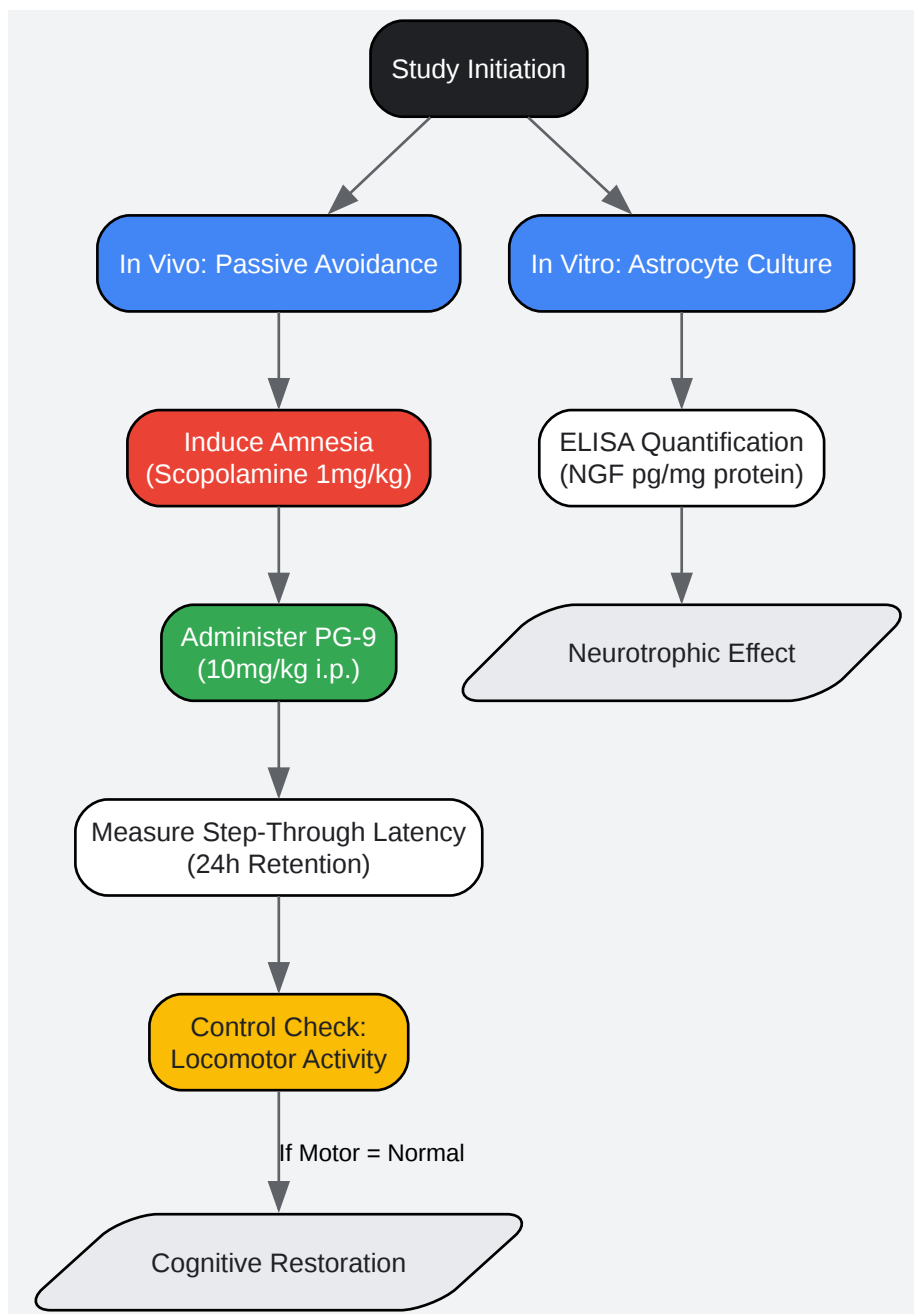 Study Initiation
In Vivo: Passive Avoidance
In Vitro: Astrocyte Culture
Induce Amnesia
(Scopolamine 1mg/kg)
ELISA Quantification
(NGF pg/mg protein)
Administer PG-9
(10mg/kg i.p.)
Neurotrophic Effect
Measure Step-Through Latency
(24h Retention)
Control Check:
Locomotor Activity
If Motor = Normal
Cognitive Restoration